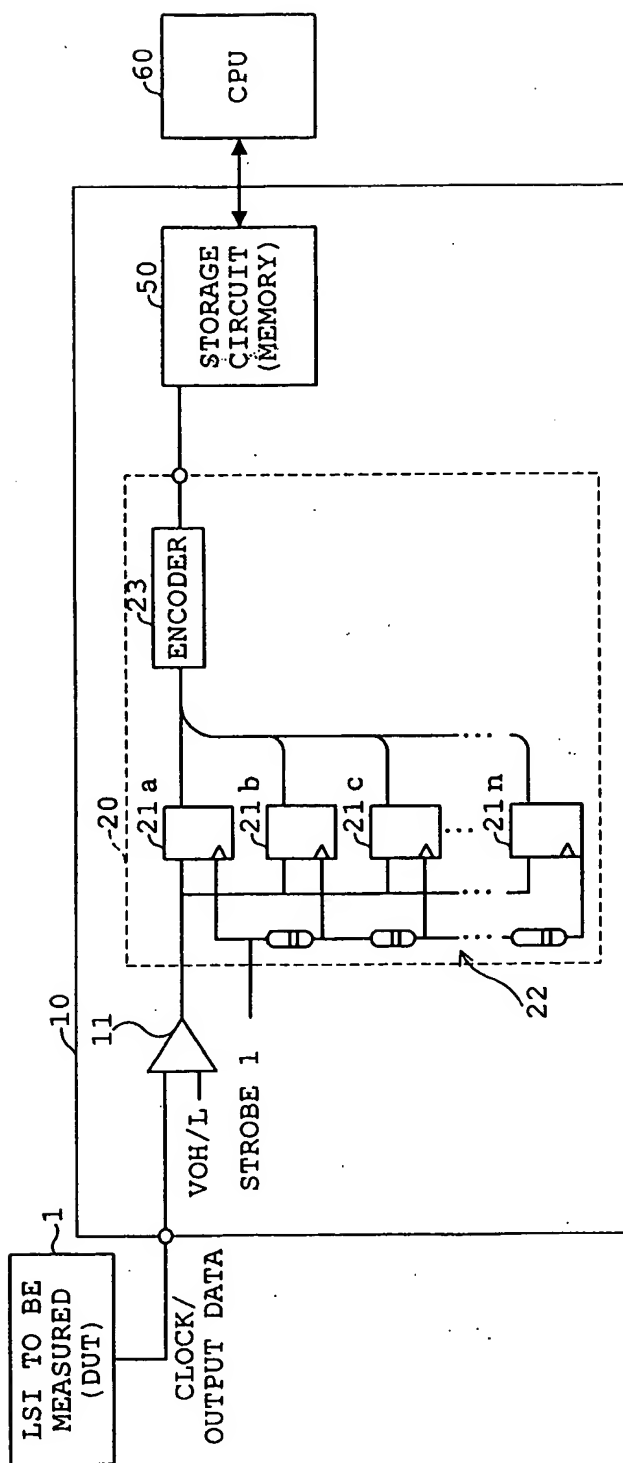 1
LSI TO BE
MEASURED
(DUT)
CLOCK/
OUTPUT DATA
10
11
VOH/L
STROBE 1
20
21a
21b
21c
21n
22
23
ENCODER
50
STORAGE
CIRCUIT
(MEMORY)
60
CPU